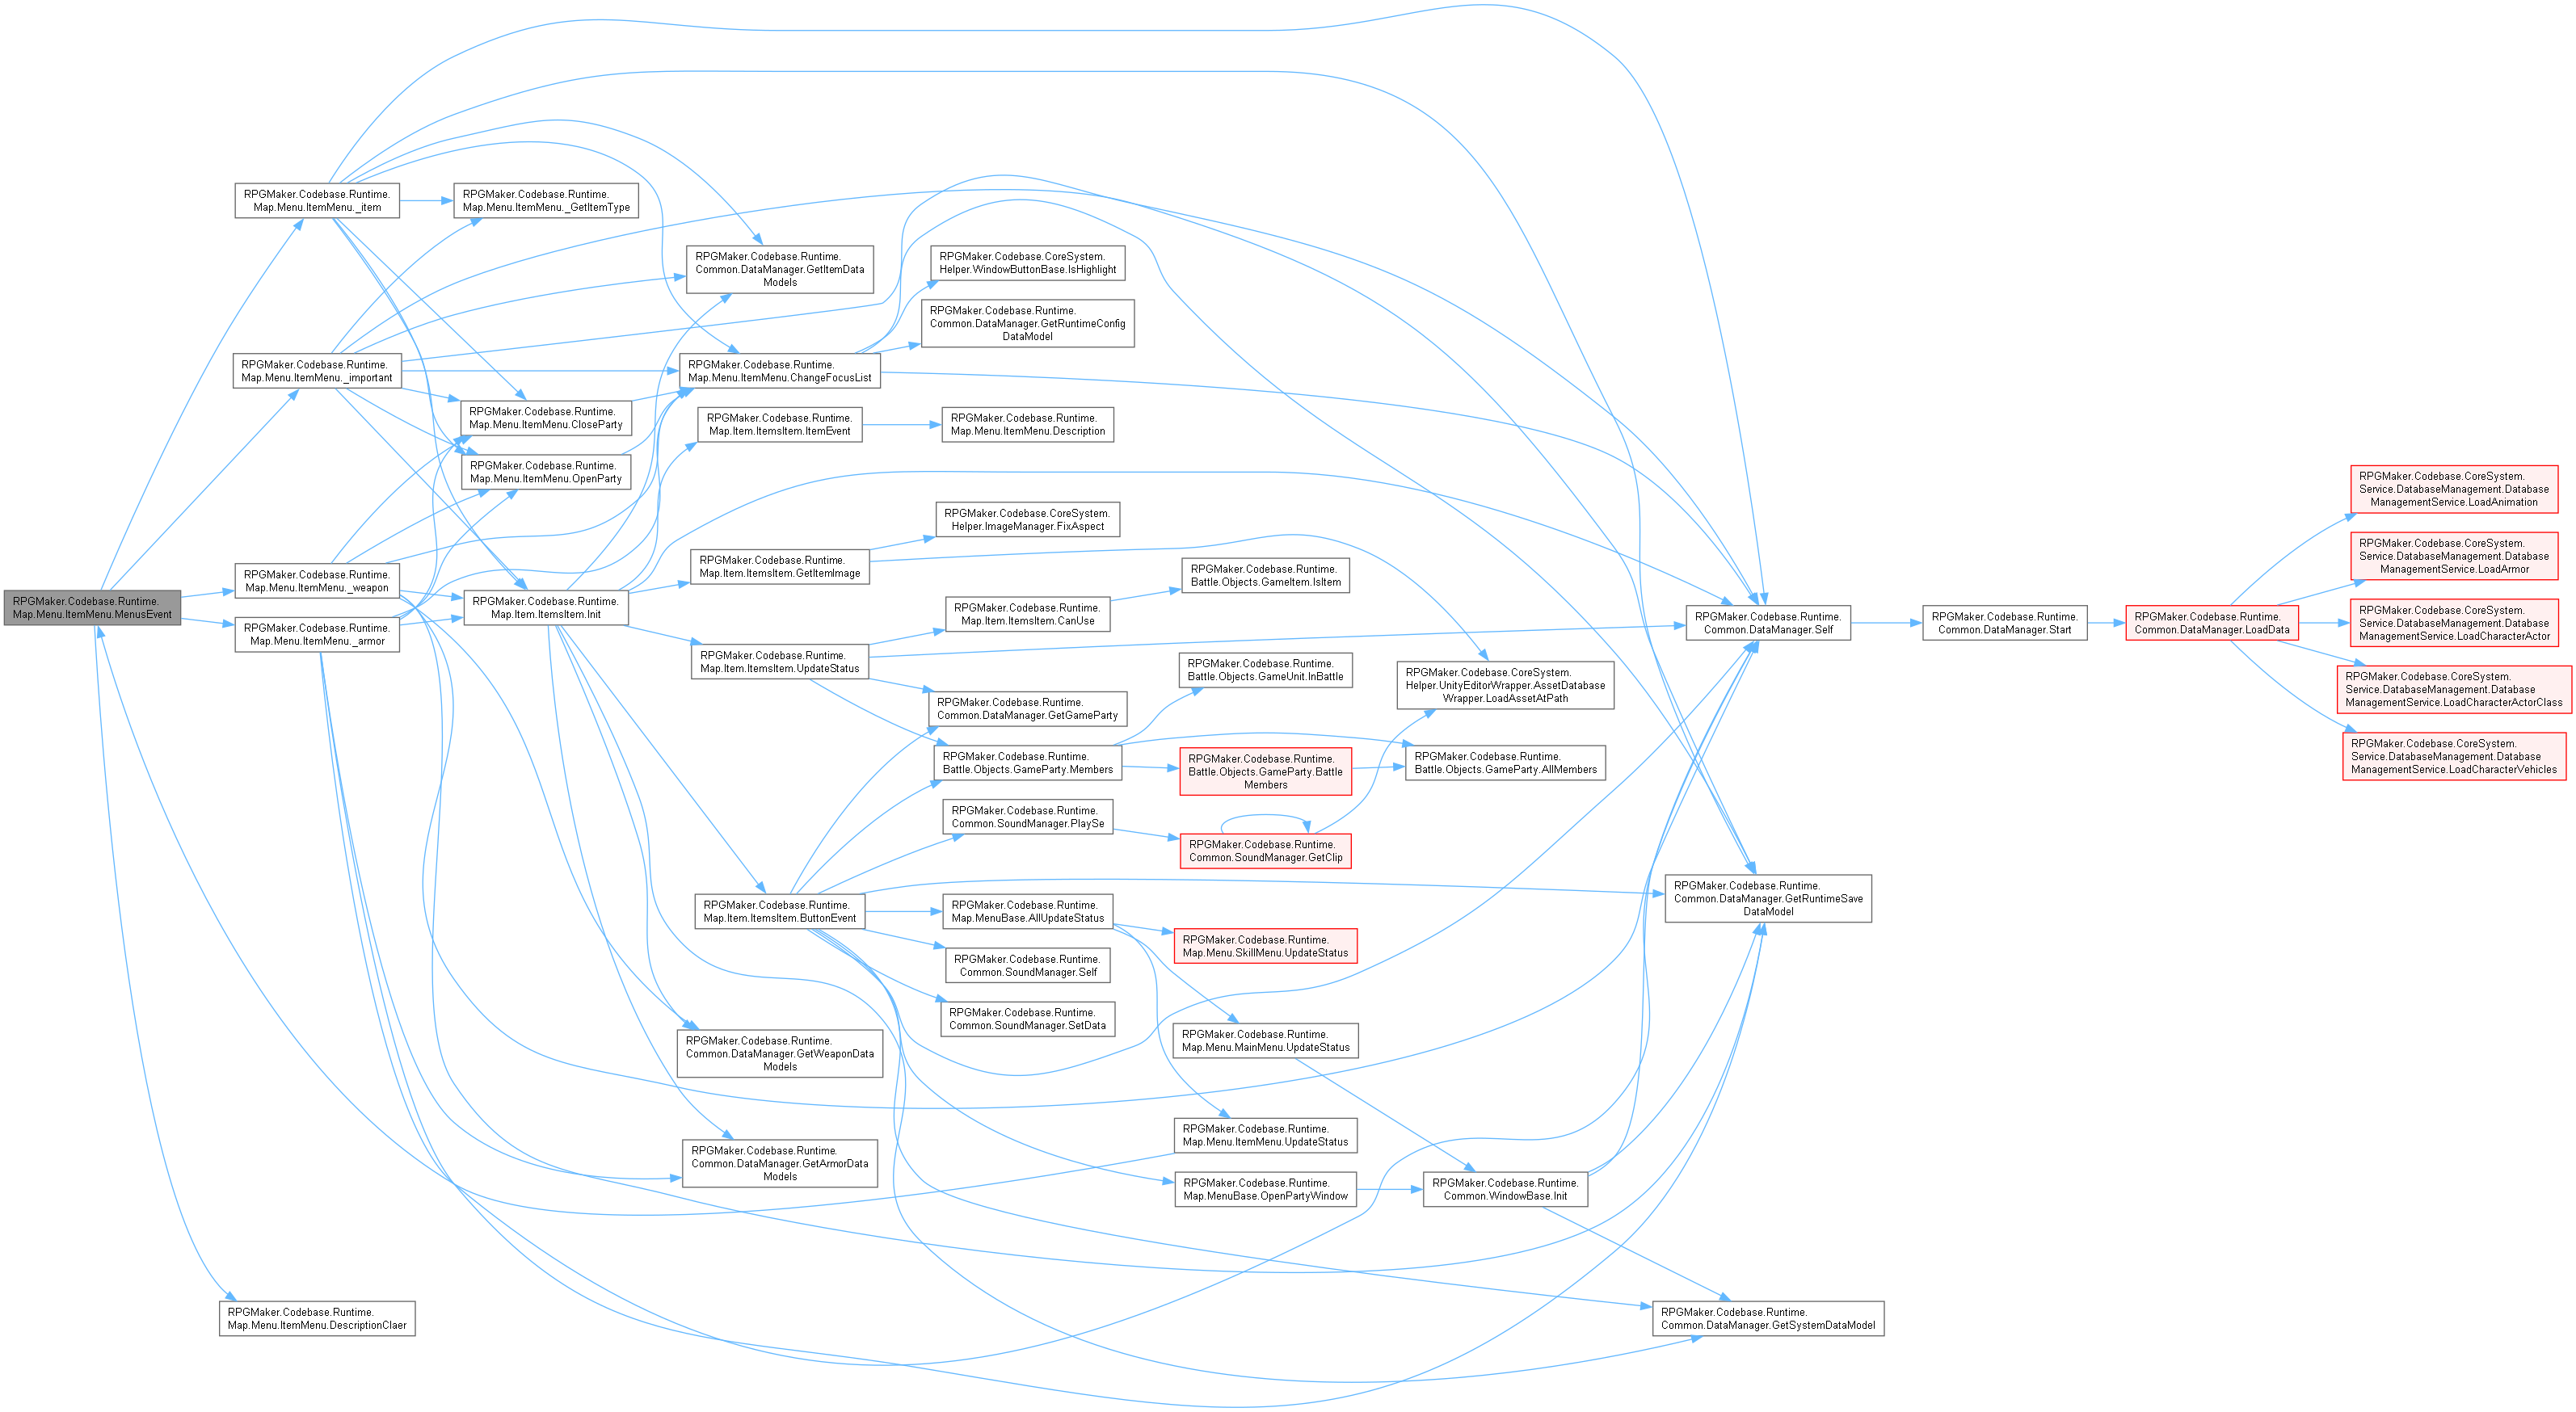 RPGMaker.Codebase.Runtime.
Map.Menu.ItemMenu.MenusEvent
RPGMaker.Codebase.Runtime.
Map.Menu.ItemMenu._item
RPGMaker.Codebase.Runtime.
Map.Menu.ItemMenu._important
RPGMaker.Codebase.Runtime.
Map.Menu.ItemMenu._weapon
RPGMaker.Codebase.Runtime.
Map.Menu.ItemMenu._armor
RPGMaker.Codebase.Runtime.
Map.Menu.ItemMenu.DescriptionClaer
RPGMaker.Codebase.Runtime.
Map.Menu.ItemMenu._GetItemType
RPGMaker.Codebase.Runtime.
Map.Menu.ItemMenu.CloseParty
RPGMaker.Codebase.Runtime.
Map.Menu.ItemMenu.OpenParty
RPGMaker.Codebase.Runtime.
Map.Item.ItemsItem.Init
RPGMaker.Codebase.Runtime.
Common.DataManager.GetItemData
Models
RPGMaker.Codebase.Runtime.
Map.Menu.ItemMenu.ChangeFocusList
RPGMaker.Codebase.Runtime.
Map.Item.ItemsItem.ItemEvent
RPGMaker.Codebase.Runtime.
Map.Item.ItemsItem.GetItemImage
RPGMaker.Codebase.Runtime.
Map.Item.ItemsItem.UpdateStatus
RPGMaker.Codebase.Runtime.
Map.Item.ItemsItem.ButtonEvent
RPGMaker.Codebase.Runtime.
Common.DataManager.GetWeaponData
Models
RPGMaker.Codebase.Runtime.
Common.DataManager.GetArmorData
Models
RPGMaker.Codebase.CoreSystem.
Helper.WindowButtonBase.IsHighlight
RPGMaker.Codebase.Runtime.
Common.DataManager.GetRuntimeConfig
DataModel
RPGMaker.Codebase.Runtime.
Map.Menu.ItemMenu.Description
RPGMaker.Codebase.CoreSystem.
Helper.ImageManager.FixAspect
RPGMaker.Codebase.Runtime.
Map.Item.ItemsItem.CanUse
RPGMaker.Codebase.Runtime.
Common.DataManager.GetGameParty
RPGMaker.Codebase.Runtime.
Battle.Objects.GameParty.Members
RPGMaker.Codebase.Runtime.
Common.SoundManager.PlaySe
RPGMaker.Codebase.Runtime.
Map.MenuBase.AllUpdateStatus
RPGMaker.Codebase.Runtime.
Common.SoundManager.Self
RPGMaker.Codebase.Runtime.
Common.SoundManager.SetData
RPGMaker.Codebase.Runtime.
Battle.Objects.GameItem.IsItem
RPGMaker.Codebase.Runtime.
Battle.Objects.GameUnit.InBattle
RPGMaker.Codebase.Runtime.
Battle.Objects.GameParty.Battle
Members
RPGMaker.Codebase.Runtime.
Common.SoundManager.GetClip
RPGMaker.Codebase.Runtime.
Map.Menu.SkillMenu.UpdateStatus
RPGMaker.Codebase.Runtime.
Map.Menu.MainMenu.UpdateStatus
RPGMaker.Codebase.Runtime.
Map.Menu.ItemMenu.UpdateStatus
RPGMaker.Codebase.Runtime.
Map.MenuBase.OpenPartyWindow
RPGMaker.Codebase.CoreSystem.
Helper.UnityEditorWrapper.AssetDatabase
Wrapper.LoadAssetAtPath
RPGMaker.Codebase.Runtime.
Battle.Objects.GameParty.AllMembers
RPGMaker.Codebase.Runtime.
Common.WindowBase.Init
RPGMaker.Codebase.Runtime.
Common.DataManager.Self
RPGMaker.Codebase.Runtime.
Common.DataManager.GetRuntimeSave
DataModel
RPGMaker.Codebase.Runtime.
Common.DataManager.GetSystemDataModel
RPGMaker.Codebase.Runtime.
Common.DataManager.Start
RPGMaker.Codebase.Runtime.
Common.DataManager.LoadData
RPGMaker.Codebase.CoreSystem.
Service.DatabaseManagement.Database
ManagementService.LoadAnimation
RPGMaker.Codebase.CoreSystem.
Service.DatabaseManagement.Database
ManagementService.LoadArmor
RPGMaker.Codebase.CoreSystem.
Service.DatabaseManagement.Database
ManagementService.LoadCharacterActor
RPGMaker.Codebase.CoreSystem.
Service.DatabaseManagement.Database
ManagementService.LoadCharacterActorClass
RPGMaker.Codebase.CoreSystem.
Service.DatabaseManagement.Database
ManagementService.LoadCharacterVehicles